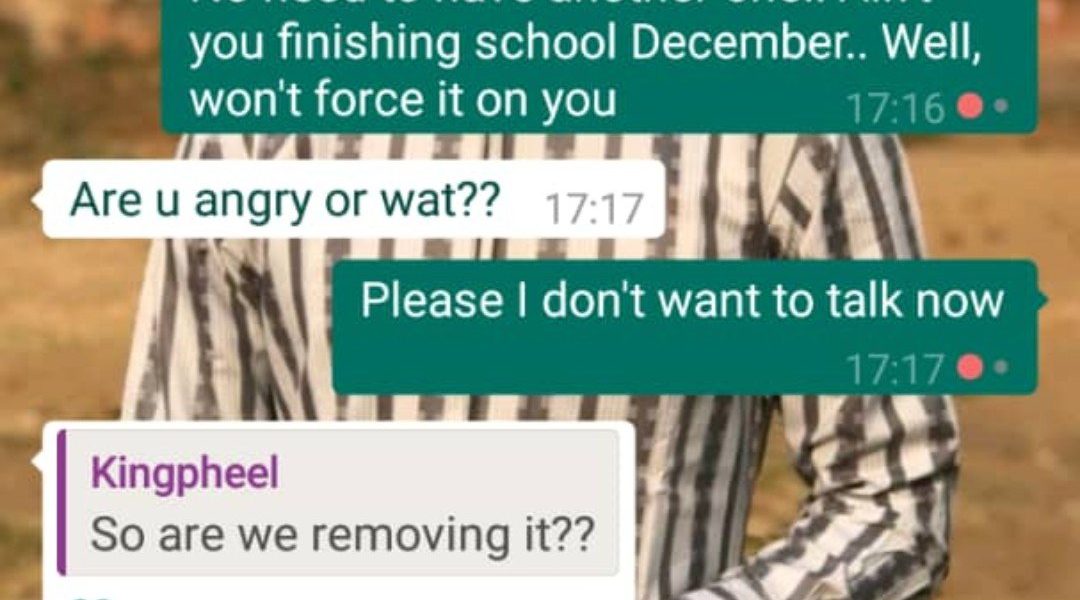 you finishing school December.. Well,
won't force it on you
17:16
Are u angry or wat??
17:17
Please I don't want to talk now
17:17
Kingpheel
So are we removing it??